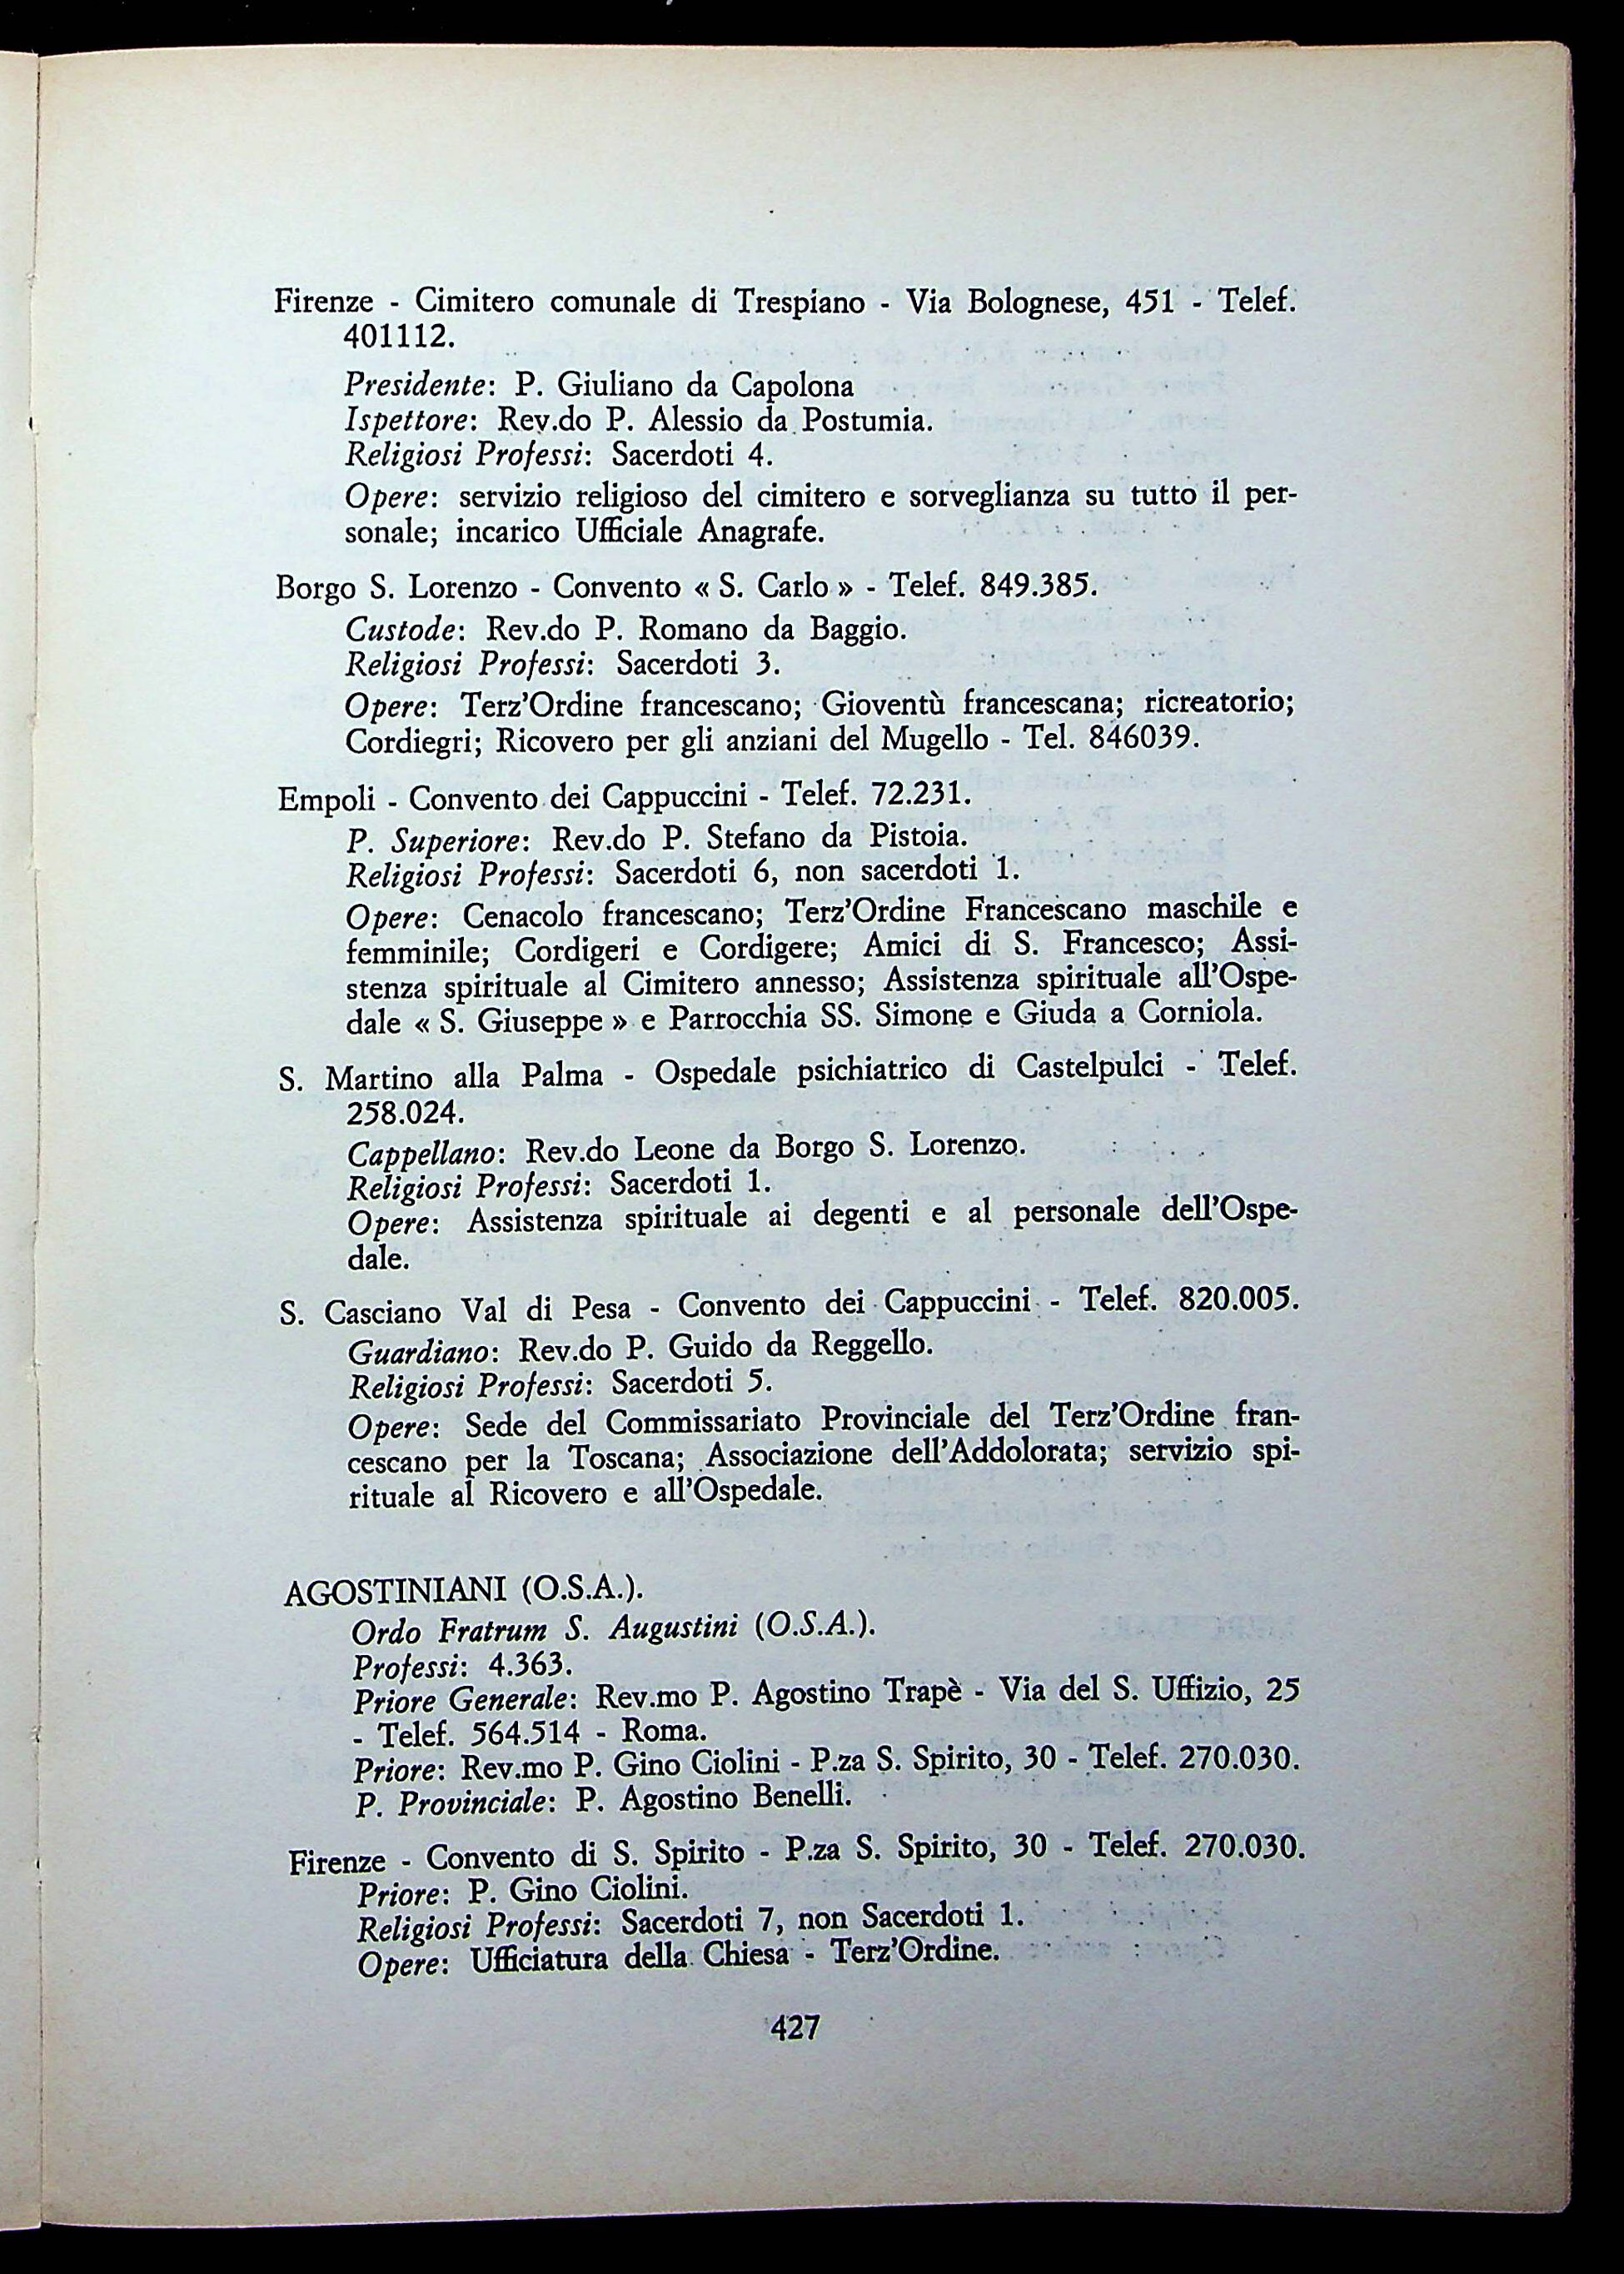 Firenze - Cimitero comunale di Trespiano - Via Bolognese, 451 - Telef.
401112.
Presidente: P. Giuliano da Capolona
Ispettore: Rev.do P. Alessio da Postumia.
Religiosi Professi: Sacerdoti 4.
Opere: servizio religioso del cimitero e sorveglianza su tutto il per-
sonale; incarico Ufficiale Anagrafe.
Borgo S. Lorenzo - Convento « S. Carlo » - Telef. 849.385.
Custode: Rev.do P. Romano da Baggio.
Religiosi Professi: Sacerdoti 3.
Opere: Terz'Ordine francescano; Gioventù francescana; ricreatorio;
Cordiegri; Ricovero per gli anziani del Mugello - Tel. 846039.
Empoli - Convento dei Cappuccini - Telef. 72.231.
P. Superiore: Rev.do P. Stefano da Pistoia.
Religiosi Professi: Sacerdoti 6, non sacerdoti 1.
Opere: Cenacolo francescano; Terz'Ordine Francescano maschile e
femminile; Cordigeri e Cordigere; Amici di S. Francesco; Assi-
stenza spirituale al Cimitero annesso; Assistenza spirituale all'Ospe-
dale « S. Giuseppe » e Parrocchia SS. Simone e Giuda a Corniola.
S. Martino alla Palma - Ospedale psichiatrico di Castelpulci - Telef.
258.024.
Cappellano: Rev.do Leone da Borgo S. Lorenzo.
Religiosi Professi: Sacerdoti 1.
Opere: Assistenza spirituale ai degenti e al personale dell'Ospe-
dale.
S. Casciano Val di Pesa - Convento dei Cappuccini - Telef. 820.005.
Guardiano: Rev.do P. Guido da Reggello.
Religiosi Professi: Sacerdoti 5.
Opere: Sede del Commissariato Provinciale del Terz'Ordine fran-
cescano per la Toscana; Associazione dell'Addolorata; servizio spi-
rituale al Ricovero e all'Ospedale.
AGOSTINIANI (O.S.A.).
Ordo Fratrum S. Augustini (O.S.A.).
Professi: 4.363.
Priore Generale: Rev.mo P. Agostino Trapè - Via del S. Uffizio, 25
- Telef. 564.514 - Roma.
Priore: Rev.mo P. Gino Ciolini - P.za S. Spirito, 30 - Telef. 270.030.
P. Provinciale: P. Agostino Benelli.
Firenze - Convento di S. Spirito - P.za S. Spirito, 30 - Telef. 270.030.
Priore: P. Gino Ciolini.
Religiosi Professi: Sacerdoti 7, non Sacerdoti 1.
Opere: Ufficiatura della Chiesa - Terz'Ordine.
427